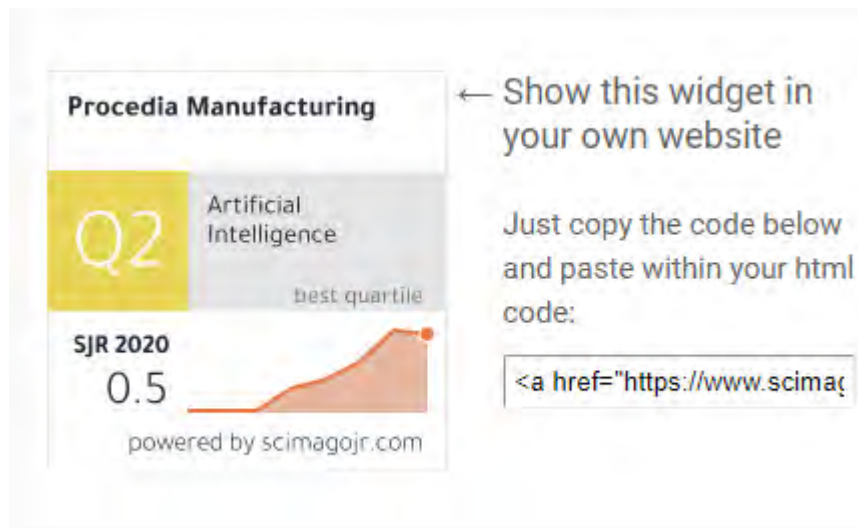 Procedia Manufacturing
Q2
Artificial
Intelligence
best quartile
SJR 2020
0.5
powered by scimagojr.com
← Show this widget in
your own website
Just copy the code below
and paste within your html
code:
<a href="https://www.scimag